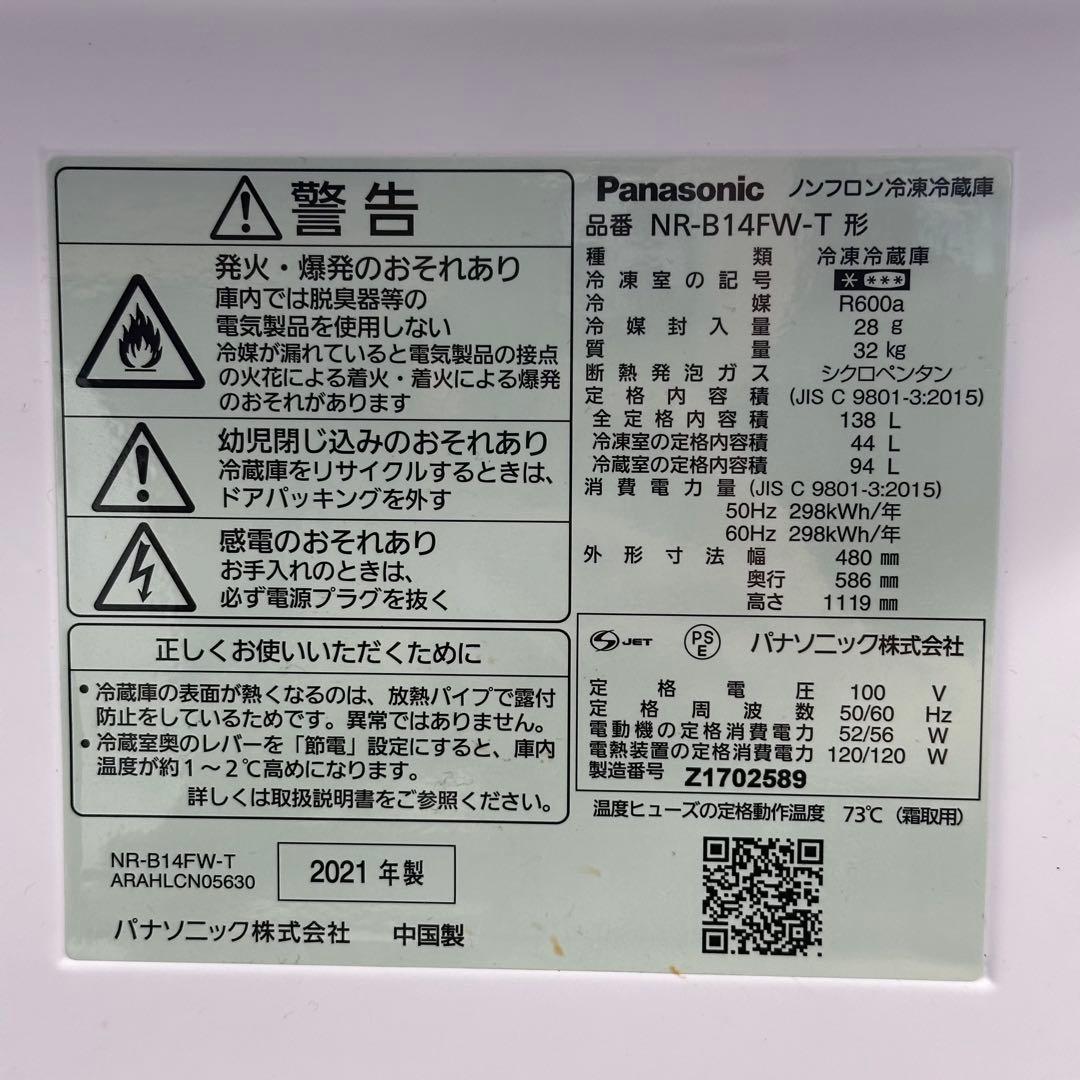 警告
発火・爆発のおそれあり
庫内では脱臭器等の
電気製品を使用しない
冷媒が漏れていると電気製品の接点
の火花による着火・着火による爆発
のおそれがあります
幼児閉じ込みのおそれあり
冷蔵庫をリサイクルするときは、
ドアパッキングを外す
感電のおそれあり
お手入れのときは、
必ず電源プラグを抜く
正しくお使いいただくために
・冷蔵庫の表面が熱くなるのは、放熱パイプで露付
防止をしているためです。異常ではありません。
・冷蔵室奥のレバーを「節電」設定にすると、庫内
温度が約1～2℃高めになります。
詳しくは取扱説明書をご参照ください。
NR-B14FW-T
ARAHLCN05630
2021 年製
パナソニック株式会社 中国製
Panasonic ノンフロン冷凍冷蔵庫
品番 NR-B14FW-T 形
種類 冷凍冷蔵庫
冷凍室の記号 * ***
冷媒 R600a
冷媒封入量 28 g
質量 32 kg
断熱発泡ガス シクロペンタン
定格内容積 (JIS C 9801-3:2015)
全定格内容積 138 L
冷凍室の定格内容積 44 L
冷蔵室の定格内容積 94 L
消費電力量 (JIS C 9801-3:2015)
50Hz 298kWh/年
60Hz 298kWh/年
外形寸法 幅 480 mm
奥行 586 mm
高さ 1119 mm
S JET PSE パナソニック株式会社
定格電圧 100 V
定格周波数 50/60 Hz
電動機の定格消費電力 52/56 W
電熱装置の定格消費電力 120/120 W
製造番号 Z1702589
温度ヒューズの定格動作温度 73℃（霜取用）